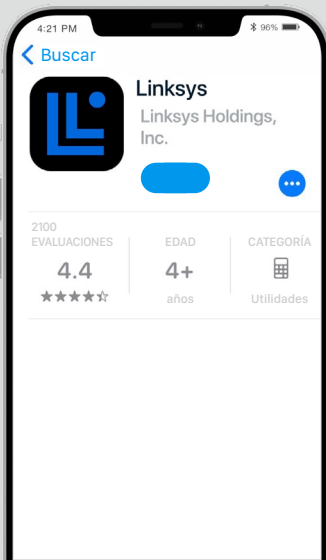 4:21 PM
96%
Buscar
Linksys
Linksys Holdings,
Inc.
2100
EVALUACIONES
EDAD
CATEGORÍA
4.4
4+
años
Utilidades